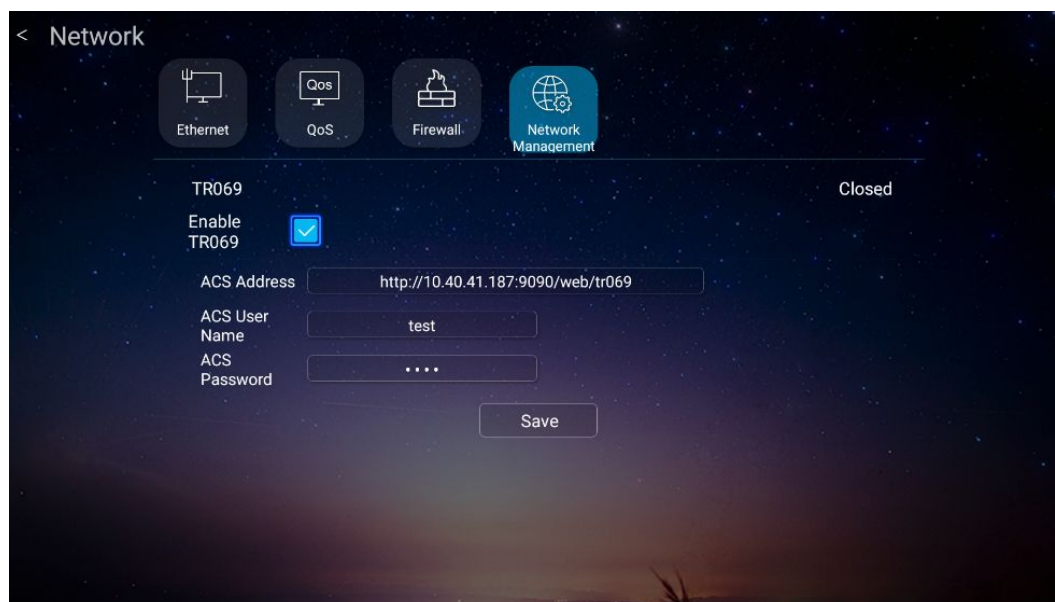 < Network
Qos
Ethernet
QoS
Firewall
Network
Management
TR069
Closed
Enable
TR069
ACS Address
http://10.40.41.187:9090/web/tr069
ACS User
Name
test
ACS
Password
••••
Save